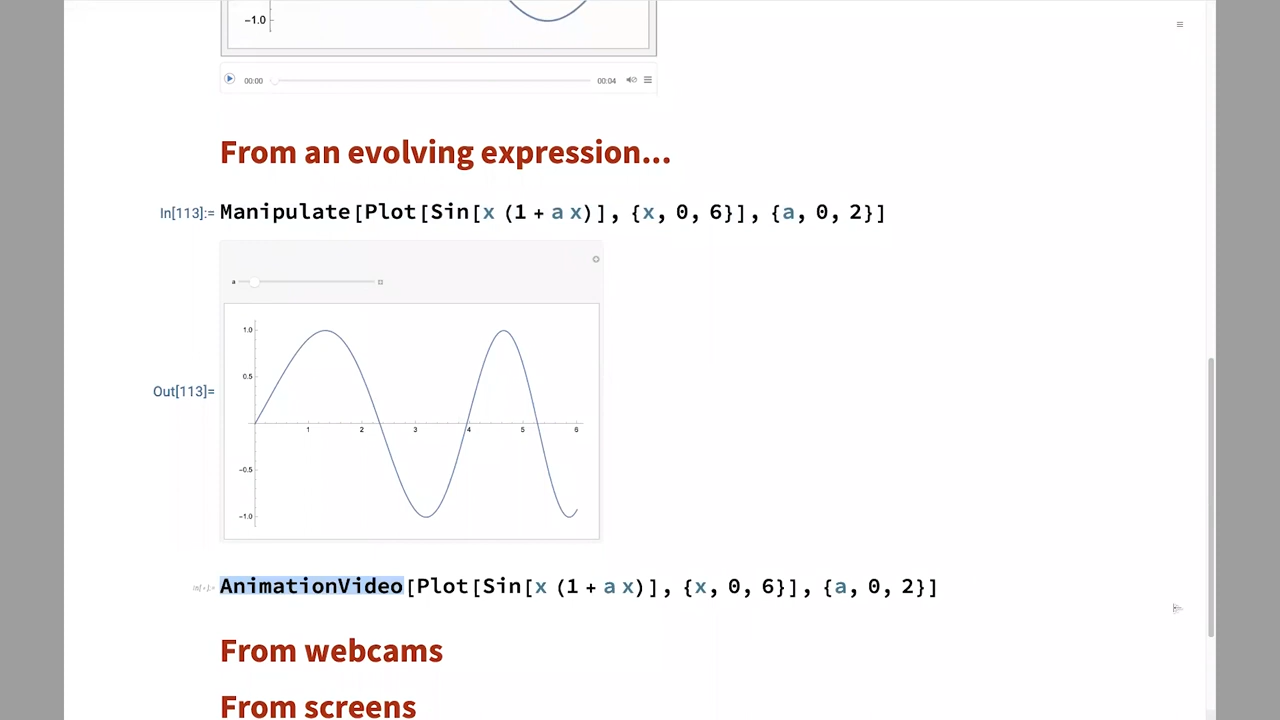 −1.0
00:00
00:04
From an evolving expression...
In[113]:= Manipulate[Plot[Sin[x (1 + a x)], {x, 0, 6}], {a, 0, 2}]
a
1.0
0.5
1 2 3 4 5 6
−0.5
−1.0
Out[113]=
In[•]:= AnimationVideo[Plot[Sin[x (1 + a x)], {x, 0, 6}], {a, 0, 2}]
From webcams
From screens